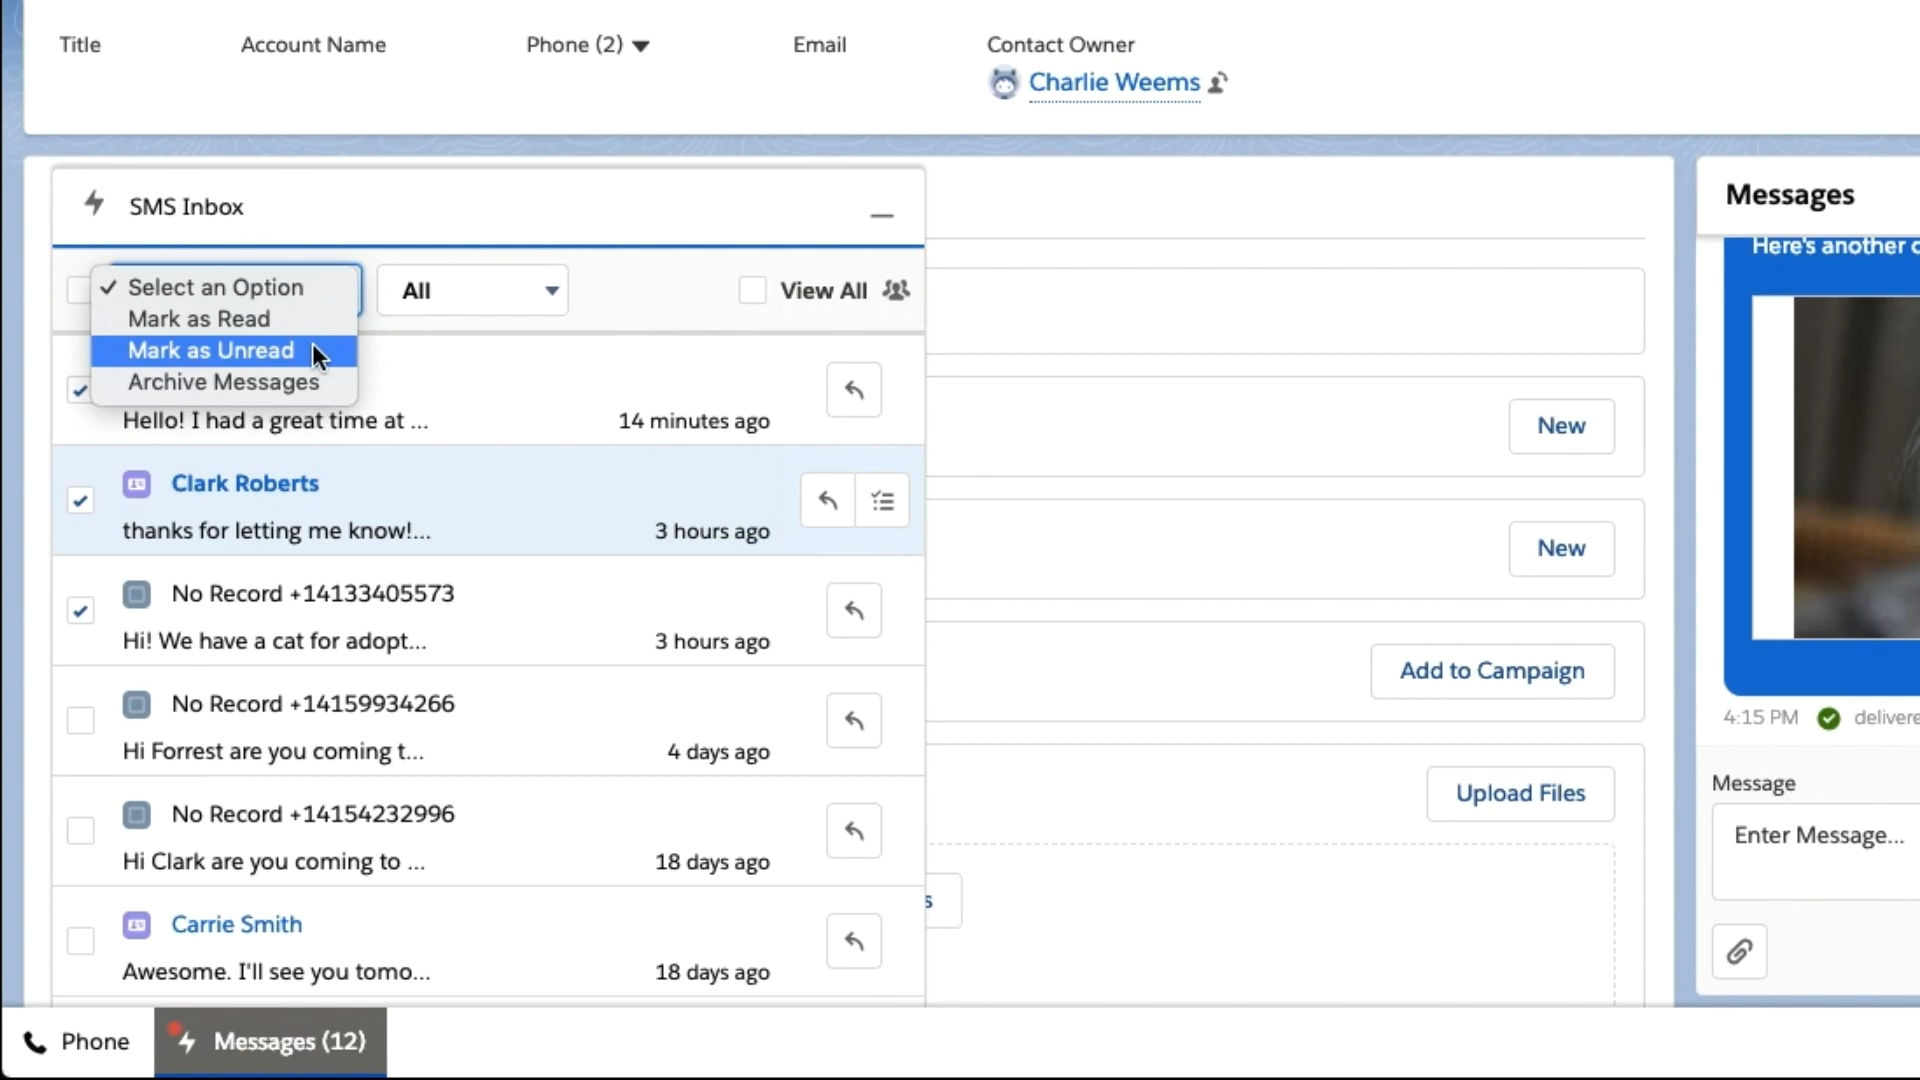 Title
Account Name
Phone (2)
Email
Contact Owner
Charlie Weems
SMS Inbox
Select an Option
Mark as Read
Mark as Unread
Archive Messages
All
View All
Hello! I had a great time at ...
14 minutes ago
Clark Roberts
thanks for letting me know!...
3 hours ago
No Record +14133405573
Hi! We have a cat for adopt...
3 hours ago
No Record +14159934266
Hi Forrest are you coming t...
4 days ago
No Record +14154232996
Hi Clark are you coming to ...
18 days ago
Carrie Smith
Awesome. I'll see you tomo...
18 days ago
New
New
Add to Campaign
Upload Files
s
Messages
Here's another c
4:15 PM
delivere
Message
Enter Message...
Phone
Messages (12)